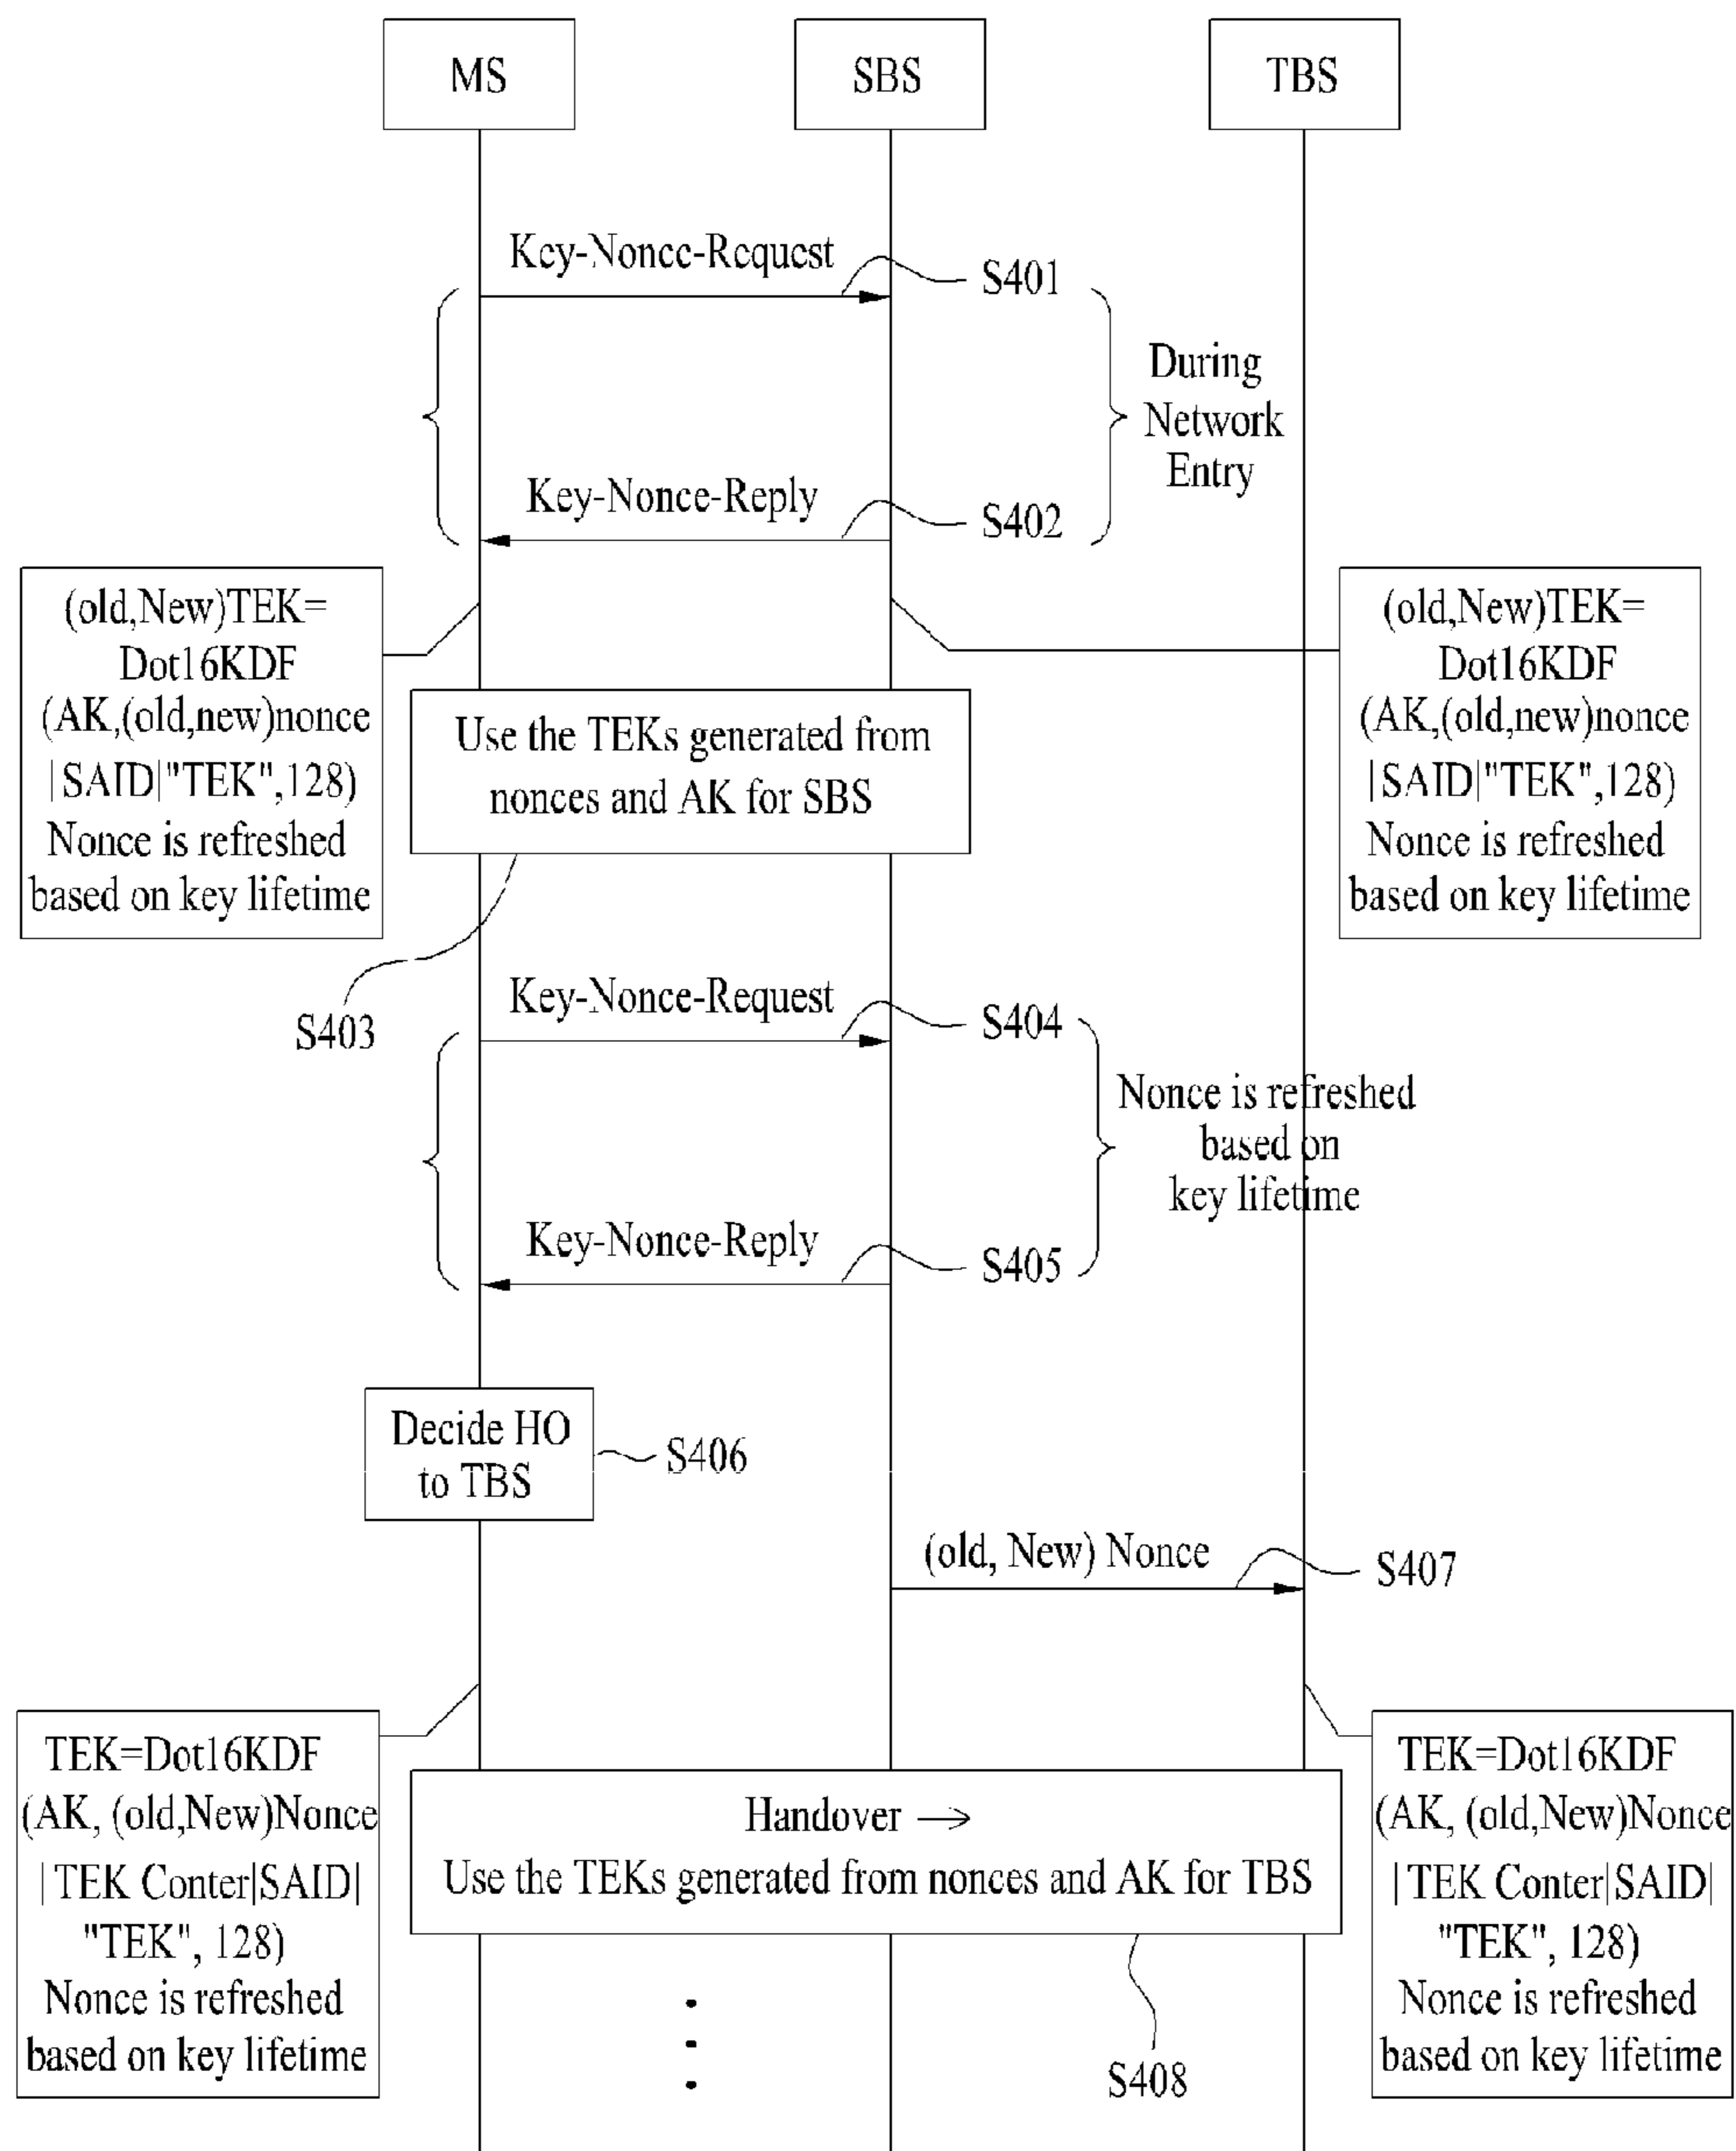 MS
SBS
TBS
Key-Nonce-Request
S401
During
Network
Entry
Key-Nonce-Reply
S402
(old,New)TEK=
Dot16KDF
(AK,(old,new)nonce
|SAID|"TEK",128)
Nonce is refreshed
based on key lifetime
(old,New)TEK=
Dot16KDF
(AK,(old,new)nonce
|SAID|"TEK",128)
Nonce is refreshed
based on key lifetime
Use the TEKs generated from
nonces and AK for SBS
S403
Key-Nonce-Request
S404
Nonce is refreshed
based on
key lifetime
Key-Nonce-Reply
S405
Decide HO
to TBS
S406
(old, New) Nonce
S407
TEK=Dot16KDF
(AK, (old,New)Nonce
|TEK Conter|SAID|
"TEK", 128)
Nonce is refreshed
based on key lifetime
Handover →
Use the TEKs generated from nonces and AK for TBS
S408
TEK=Dot16KDF
(AK, (old,New)Nonce
|TEK Conter|SAID|
"TEK", 128)
Nonce is refreshed
based on key lifetime